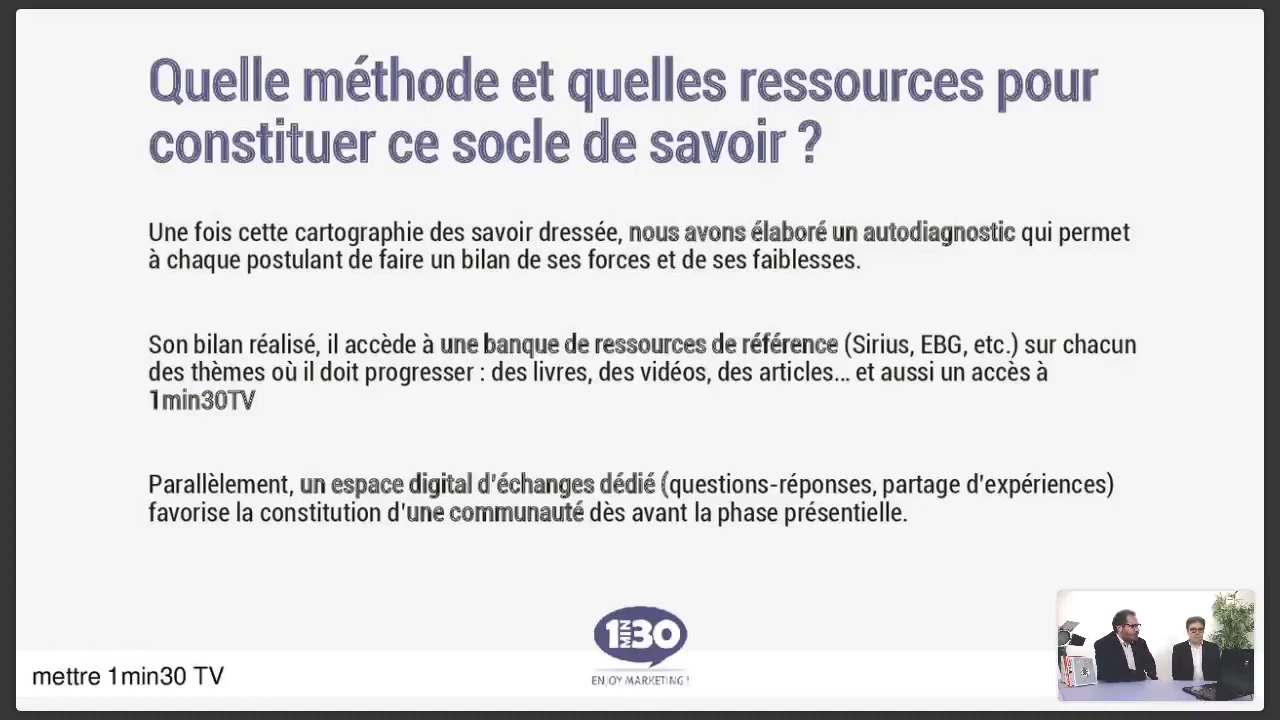 Quelle méthode et quelles ressources pour
constituer ce socle de savoir ?
Une fois cette cartographie des savoir dressée, nous avons élaboré un autodiagnostic qui permet
à chaque postulant de faire un bilan de ses forces et de ses faiblesses.
Son bilan réalisé, il accède à une banque de ressources de référence (Sirius, EBG, etc.) sur chacun
des thèmes où il doit progresser : des livres, des vidéos, des articles... et aussi un accès à
1min30TV
Parallèlement, un espace digital d'échanges dédié (questions-réponses, partage d'expériences)
favorise la constitution d'une communauté dès avant la phase présentielle.
1MIN30
ENJOY MARKETING !
mettre 1min30 TV